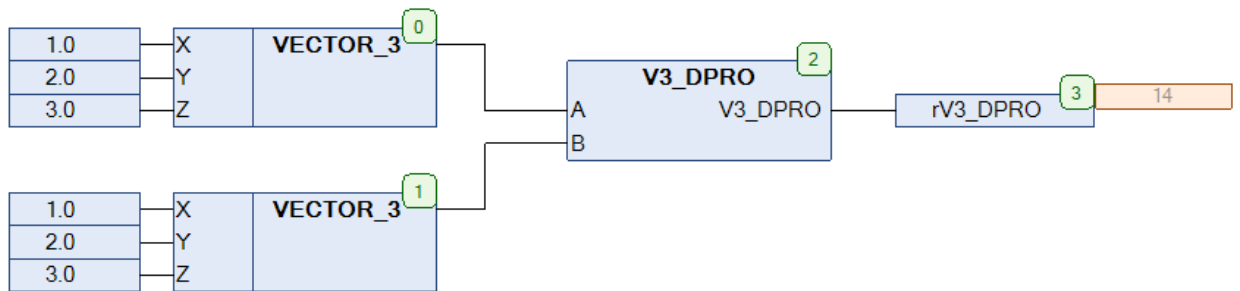 0
1.0 X VECTOR_3
2.0 Y
3.0 Z
2
V3_DPRO
A V3_DPRO
B
3
rV3_DPRO 14
1
1.0 X VECTOR_3
2.0 Y
3.0 Z